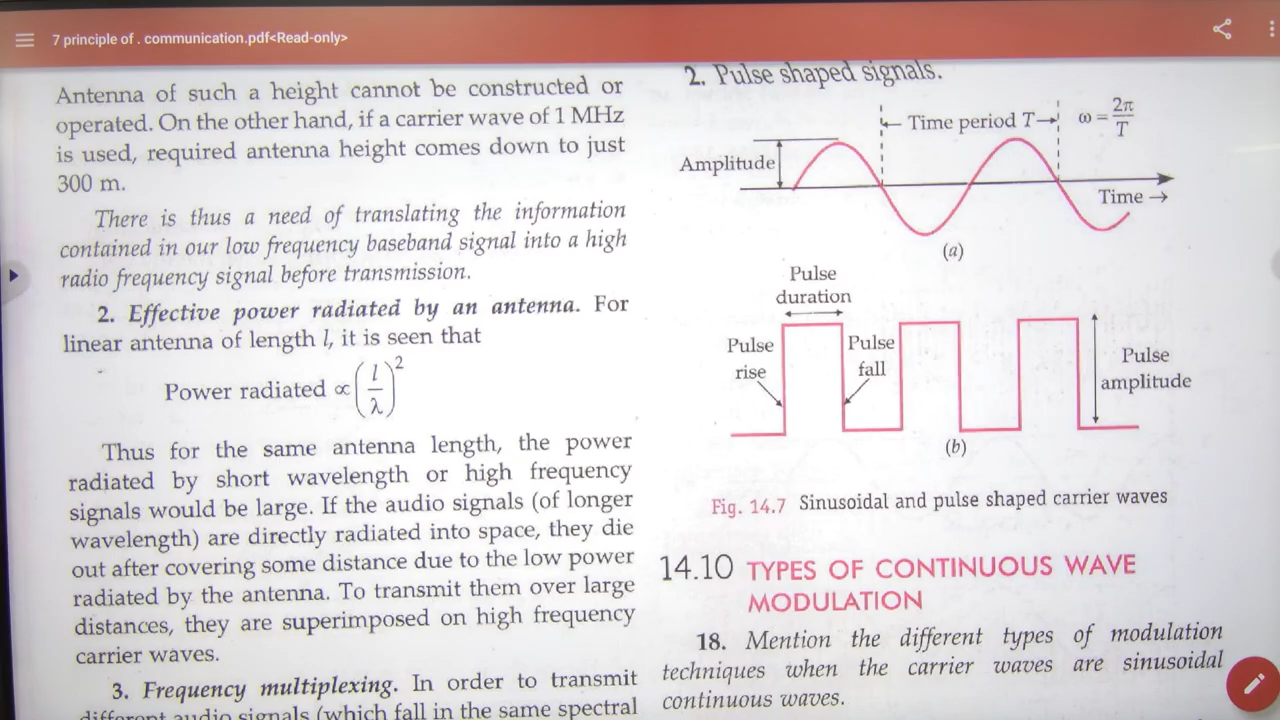 7 principle of . communication.pdf<Read-only>
Antenna of such a height cannot be constructed or
operated. On the other hand, if a carrier wave of 1 MHz
is used, required antenna height comes down to just
300 m.
There is thus a need of translating the information
contained in our low frequency baseband signal into a high
radio frequency signal before transmission.
2. Effective power radiated by an antenna. For
linear antenna of length l, it is seen that
Power radiated ∝ (l/λ)²
Thus for the same antenna length, the power
radiated by short wavelength or high frequency
signals would be large. If the audio signals (of longer
wavelength) are directly radiated into space, they die
out after covering some distance due to the low power
radiated by the antenna. To transmit them over large
distances, they are superimposed on high frequency
carrier waves.
3. Frequency multiplexing. In order to transmit
different audio signals (which fall in the same spectral
2. Pulse shaped signals.
Time period T
ω = 2π/T
Amplitude
Time →
(a)
Pulse
duration
Pulse
rise
Pulse
fall
Pulse
amplitude
(b)
Fig. 14.7 Sinusoidal and pulse shaped carrier waves
14.10 TYPES OF CONTINUOUS WAVE
MODULATION
18. Mention the different types of modulation
techniques when the carrier waves are sinusoidal
continuous waves.